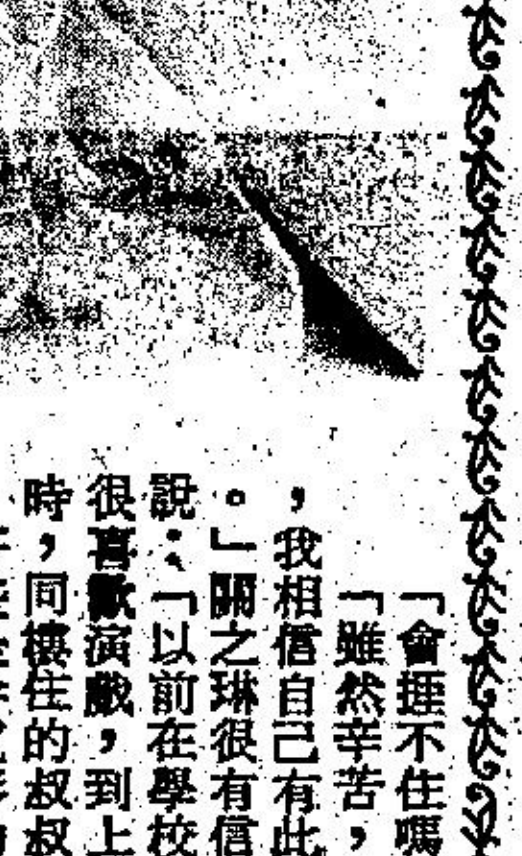 「會捱不住嗎
「雖然辛苦,
,我相信自己有此
。」關之琳很有信
說:「以前在學校
很喜歡演戲,到上
時,同樓住的叔叔